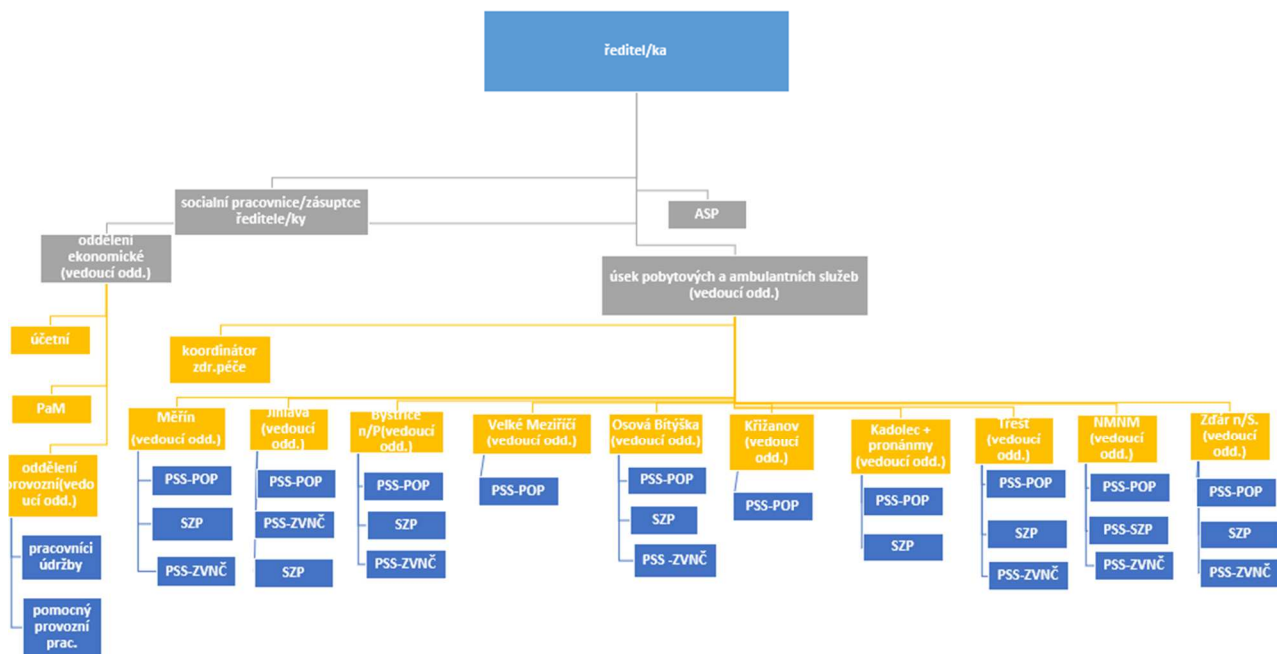 ředitel/ka
socialní pracovnice/zásuptce
ředitele/ky
ASP
oddělení
ekonomické
(vedoucí odd.)
úsek pobytových a ambulantních služeb
(vedoucí odd.)
účetní
koordinátor
zdr.péče
PaM
Měřín
(vedoucí odd.)
Jihlava
(vedoucí
odd.)
Bystřice
n/P(vedoucí
odd.)
Velké Meziříčí
(vedoucí odd.)
Osová Bítýška
(vedoucí odd.)
Křižanov
(vedoucí
odd.)
Kadolec +
pronánmy
(vedoucí odd.)
Třešť
(vedoucí
odd.)
NMNM
(vedoucí
odd.)
Zďár n/S.
(vedoucí
odd.)
oddělení
provozní(vedo
ucí odd.)
pracovníci
údržby
pomocný
provozní
prac.
PSS-POP
SZP
PSS-ZVNČ
PSS-POP
PSS-ZVNČ
SZP
PSS-POP
SZP
PSS-ZVNČ
PSS-POP
PSS-POP
SZP
PSS -ZVNČ
PSS-POP
PSS-POP
SZP
PSS-POP
SZP
PSS-ZVNČ
PSS-POP
PSS-SZP
PSS-ZVNČ
PSS-POP
SZP
PSS-ZVNČ